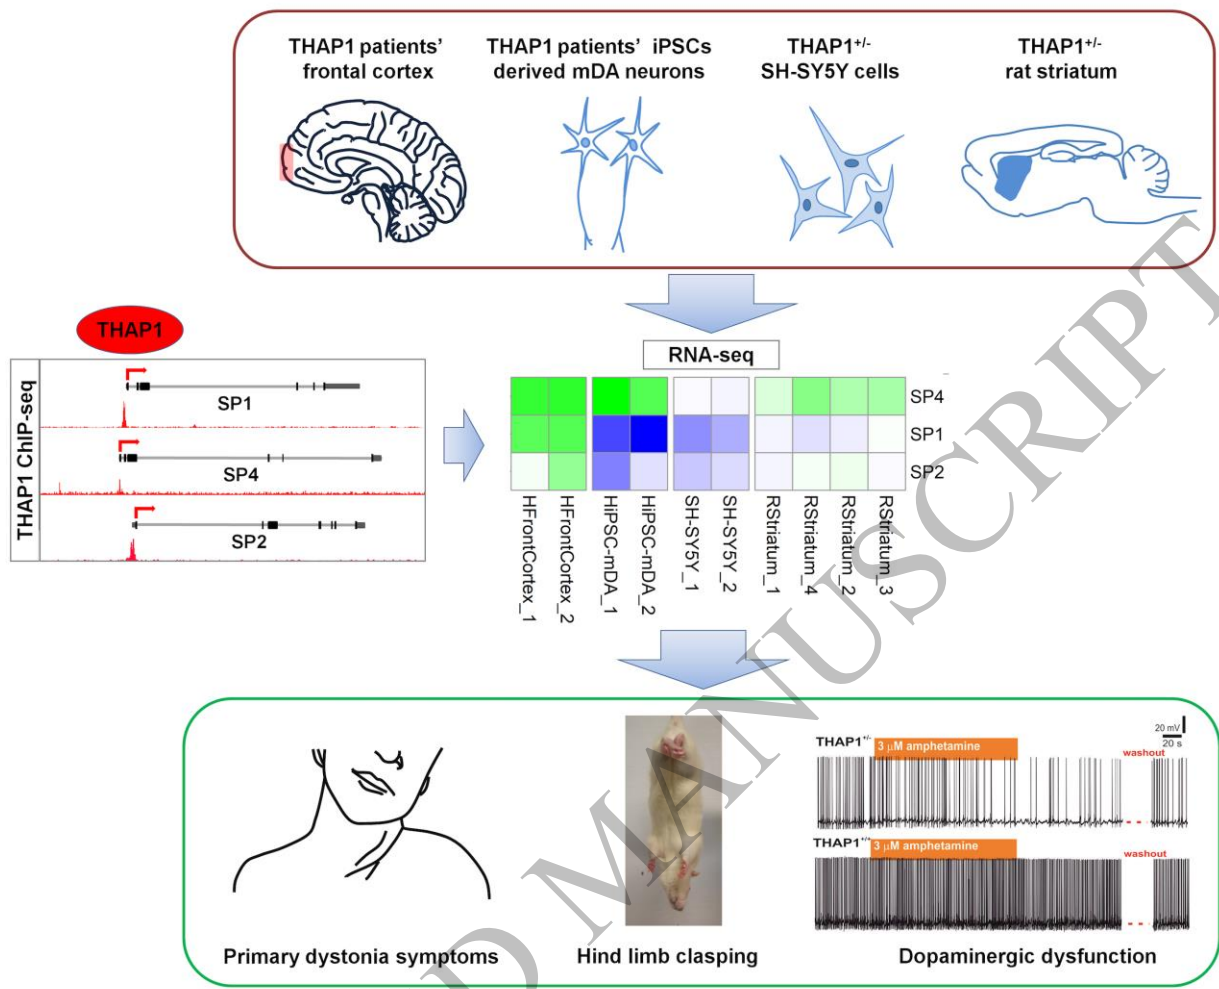 THAP1 patients’
frontal cortex
THAP1 patients’ iPSCs
derived mDA neurons
THAP1+/-
SH-SY5Y cells
THAP1+/-
rat striatum
THAP1
THAP1 ChIP-seq
SP1
SP4
SP2
RNA-seq
SP4
SP1
SP2
HFrontCortex_1
HFrontCortex_2
HiPSC-mDA_1
HiPSC-mDA_2
SH-SY5Y_1
SH-SY5Y_2
RStriatum_1
RStriatum_4
RStriatum_2
RStriatum_3
20 mV
20 s
THAP1+/-
3 μM amphetamine
washout
THAP1+/+
3 μM amphetamine
washout
Primary dystonia symptoms
Hind limb clasping
Dopaminergic dysfunction
D MANUSCRIPT